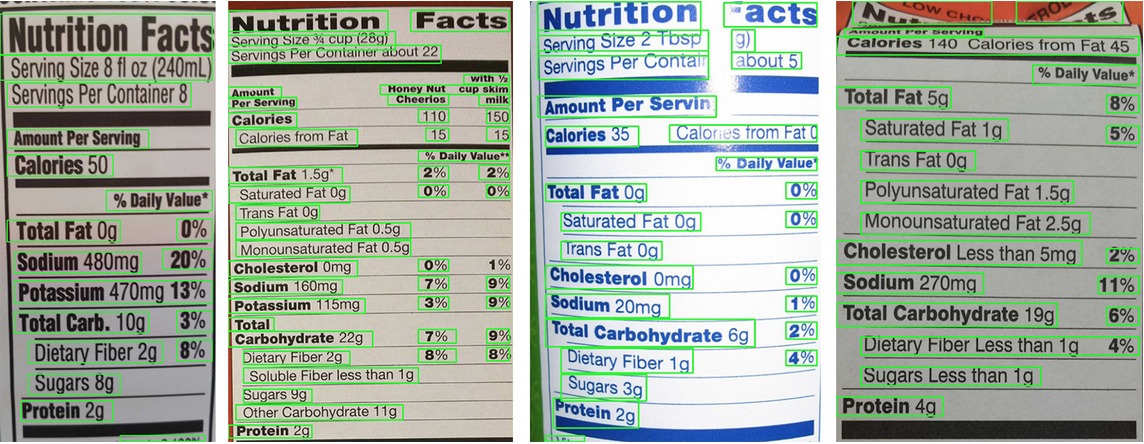 Nutrition Facts
Serving Size 8 fl oz (240mL)
Servings Per Container 8
Amount Per Serving
Calories 50
% Daily Value*
Total Fat 0g 0%
Sodium 480mg 20%
Potassium 470mg 13%
Total Carb. 10g 3%
Dietary Fiber 2g 8%
Sugars 8g
Protein 2g
Nutrition Facts
Serving Size ¾ cup (28g)
Servings Per Container about 22
Amount Per Serving Honey Nut Cheerios with ½ cup skim milk
Calories 110 150
Calories from Fat 15 15
% Daily Value**
Total Fat 1.5g* 2% 2%
Saturated Fat 0g 0% 0%
Trans Fat 0g
Polyunsaturated Fat 0.5g
Monounsaturated Fat 0.5g
Cholesterol 0mg 0% 1%
Sodium 160mg 7% 9%
Potassium 115mg 3% 9%
Total
Carbohydrate 22g 7% 9%
Dietary Fiber 2g 8% 8%
Soluble Fiber less than 1g
Sugars 9g
Other Carbohydrate 11g
Protein 2g
Nutrition acts
Serving Size 2 Tbsp g)
Servings Per Contain about 5
Amount Per Servin
Calories 35 Calories from Fat 0
% Daily Value*
Total Fat 0g 0%
Saturated Fat 0g 0%
Trans Fat 0g
Cholesterol 0mg 0%
Sodium 20mg 1%
Total Carbohydrate 6g 2%
Dietary Fiber 1g 4%
Sugars 3g
Protein 2g
LOW CHO
Amount Per Serving
Calories 140 Calories from Fat 45
% Daily Value*
Total Fat 5g 8%
Saturated Fat 1g 5%
Trans Fat 0g
Polyunsaturated Fat 1.5g
Monounsaturated Fat 2.5g
Cholesterol Less than 5mg 2%
Sodium 270mg 11%
Total Carbohydrate 19g 6%
Dietary Fiber Less than 1g 4%
Sugars Less than 1g
Protein 4g